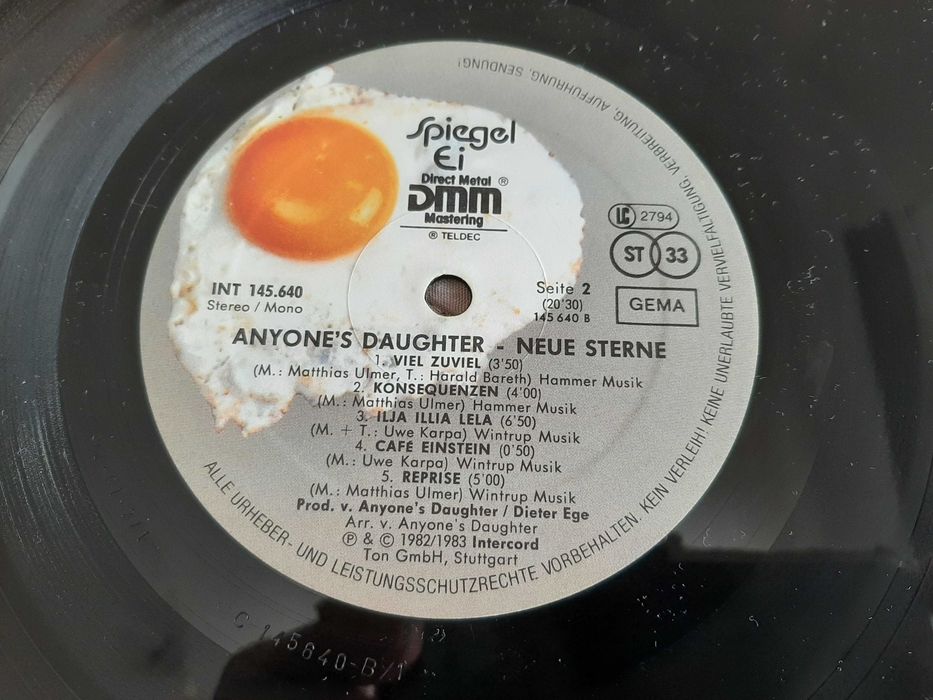 Spiegel
Ei
Direct Metal ®
DMM
Mastering
® TELDEC
LC 2794
ST 33
GEMA
INT 145.640
Stereo / Mono
Seite 2
(20'30)
145 640 B
ANYONE'S DAUGHTER - NEUE STERNE
1. VIEL ZUVIEL (3'50)
(M.: Matthias Ulmer, T.: Harald Bareth) Hammer Musik
2. KONSEQUENZEN (4'00)
(M.: Matthias Ulmer) Hammer Musik
3. ILJA ILLIA LELA (6'50)
(M. + T.: Uwe Karpa) Wintrup Musik
4. CAFÉ EINSTEIN (0'50)
(M.: Uwe Karpa) Wintrup Musik
5. REPRISE (5'00)
(M.: Matthias Ulmer) Wintrup Musik
Prod. v. Anyone's Daughter / Dieter Ege
Arr. v. Anyone's Daughter
Ⓟ & © 1982/1983 Intercord
Ton GmbH, Stuttgart
ALLE URHEBER- UND LEISTUNGSSCHUTZRECHTE VORBEHALTEN. KEIN VERLEIH! KEINE UNERLAUBTE VERVIELFÄLTIGUNG, VERBREITUNG, AUFFÜHRUNG, SENDUNG!
C-145640-B/1